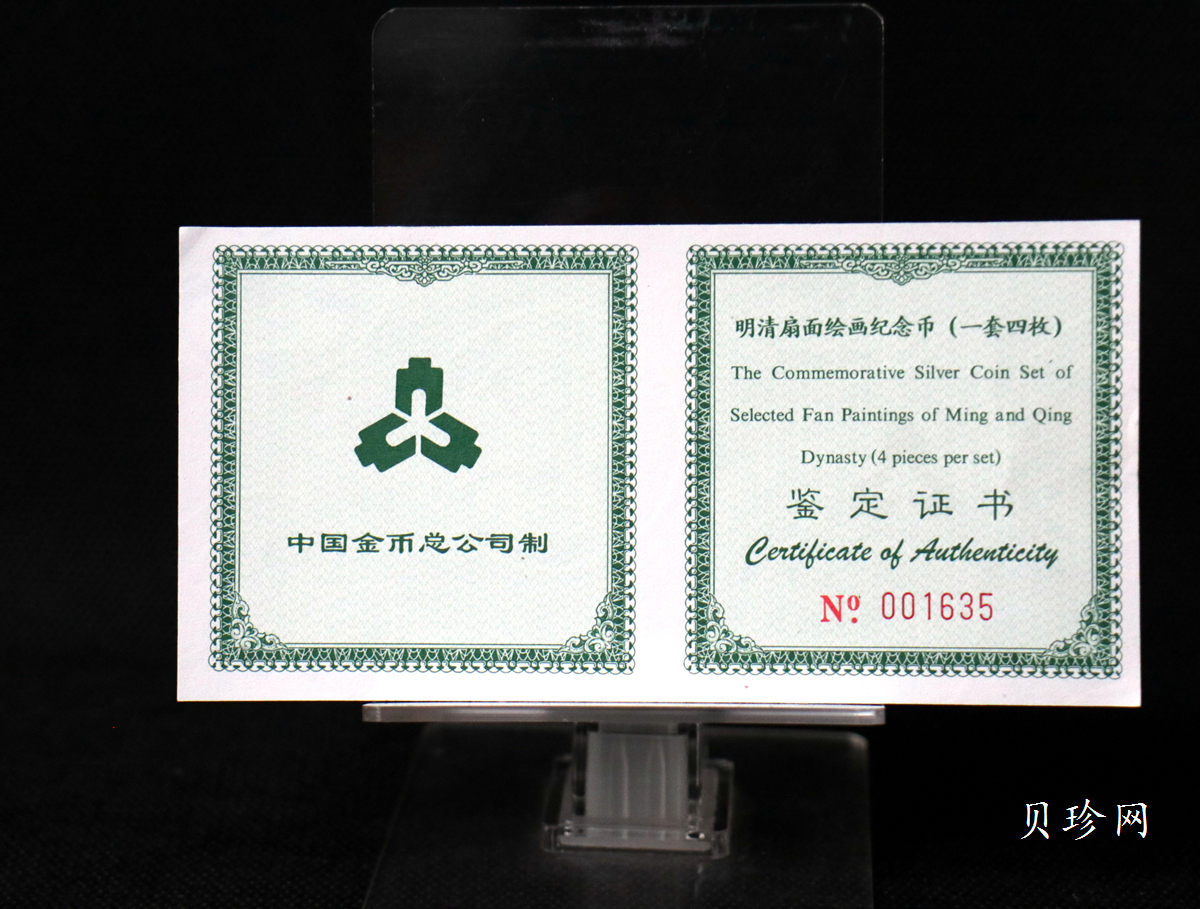 中国金币总公司制
明清扇面绘画纪念币（一套四枚）
The Commemorative Silver Coin Set of
Selected Fan Paintings of Ming and Qing
Dynasty (4 pieces per set)
鉴定证书
Certificate of Authenticity
Nº. 001635
贝珍网